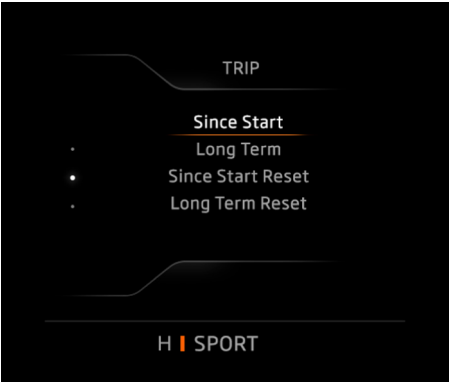 TRIP
Since Start
Long Term
Since Start Reset
Long Term Reset
H SPORT